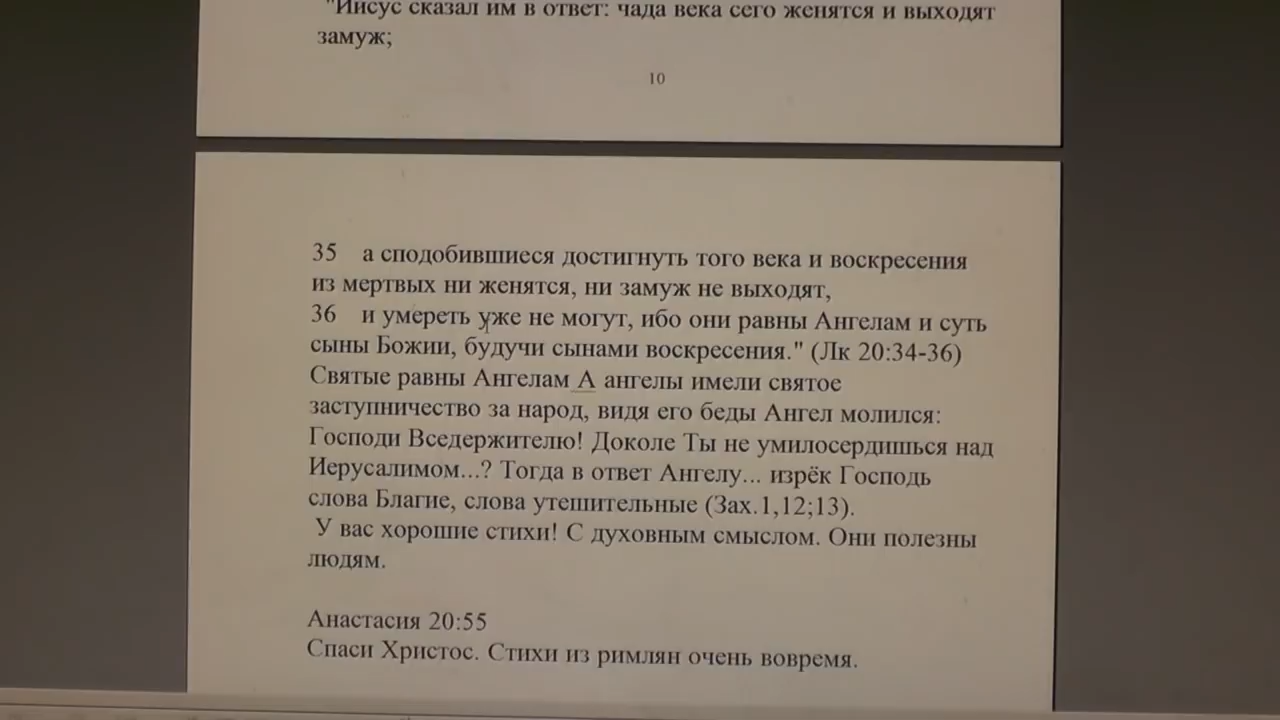 "Иисус сказал им в ответ: чада века сего женятся и выходят
замуж;
10
35 а сподобившиеся достигнуть того века и воскресения
из мертвых ни женятся, ни замуж не выходят,
36 и умереть уже не могут, ибо они равны Ангелам и суть
сыны Божии, будучи сынами воскресения." (Лк 20:34-36)
Святые равны Ангелам А ангелы имели святое
заступничество за народ, видя его беды Ангел молился:
Господи Вседержителю! Доколе Ты не умилосердишься над
Иерусалимом...? Тогда в ответ Ангелу... изрёк Господь
слова Благие, слова утешительные (Зах.1,12;13).
У вас хорошие стихи! С духовным смыслом. Они полезны
людям.
Анастасия 20:55
Спаси Христос. Стихи из римлян очень вовремя.